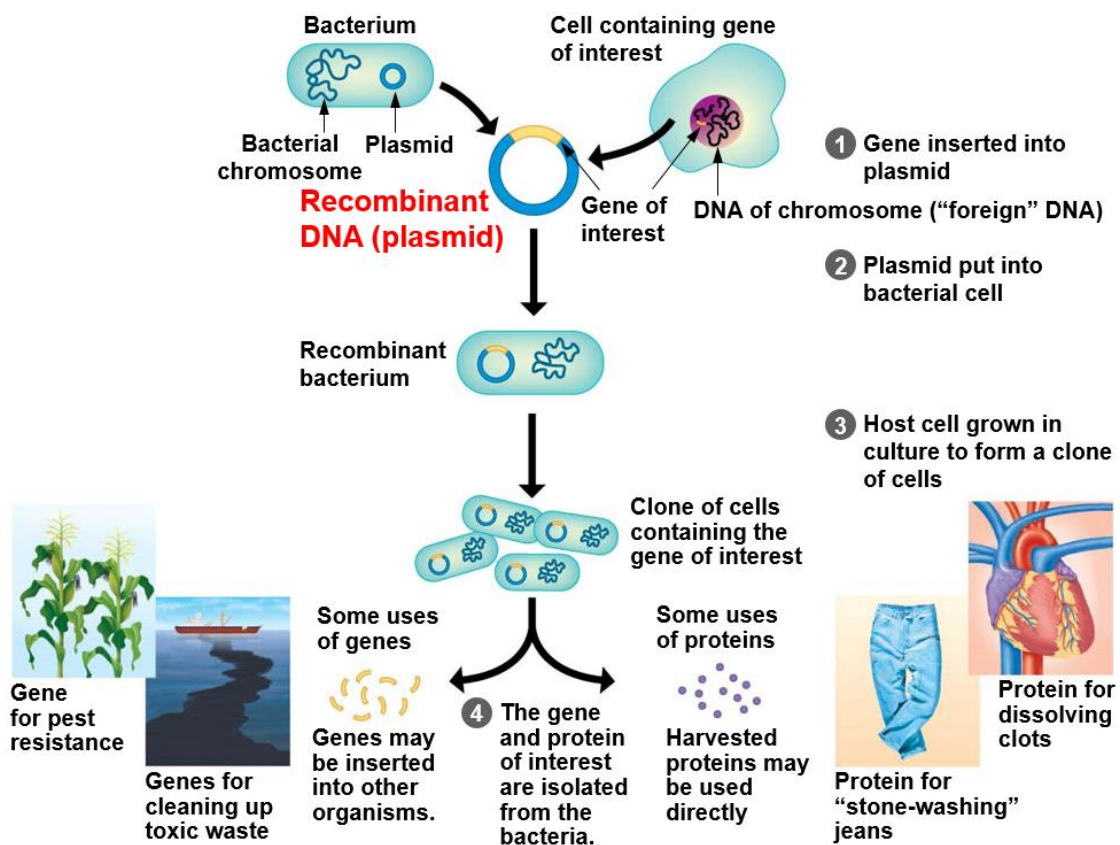 Bacterium
Cell containing gene
of interest
Bacterial
chromosome
Plasmid
1 Gene inserted into
plasmid
Recombinant
DNA (plasmid)
Gene of
interest
DNA of chromosome (“foreign” DNA)
2 Plasmid put into
bacterial cell
Recombinant
bacterium
3 Host cell grown in
culture to form a clone
of cells
Clone of cells
containing the
gene of interest
Some uses
of genes
Some uses
of proteins
Gene
for pest
resistance
Genes for
cleaning up
toxic waste
Genes may
be inserted
into other
organisms.
4 The gene
and protein
of interest
are isolated
from the
bacteria.
Harvested
proteins may
be used
directly
Protein for
“stone-washing”
jeans
Protein for
dissolving
clots